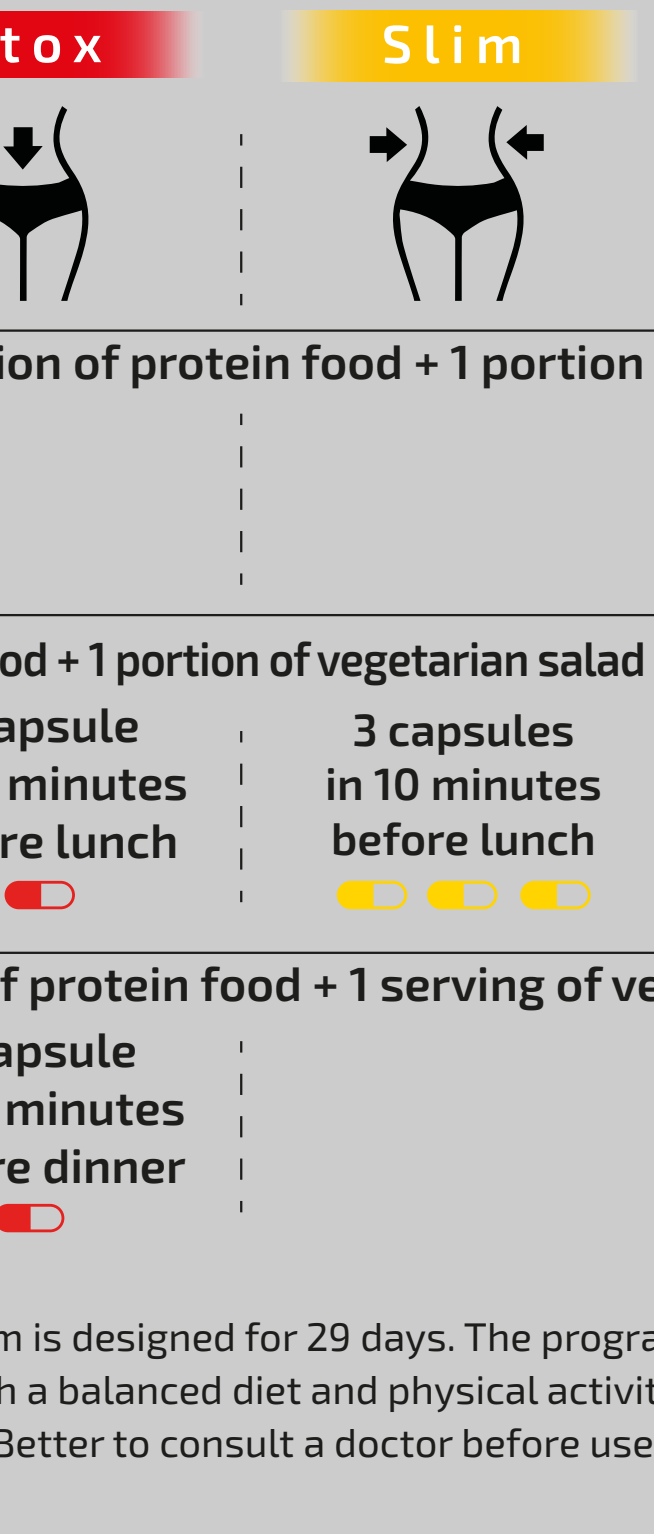 tox
Slim
ion of protein food + 1 portion
ood + 1 portion of vegetarian salad
apsule
minutes
re lunch
3 capsules
in 10 minutes
before lunch
f protein food + 1 serving of ve
apsule
minutes
re dinner
m is designed for 29 days. The progra
h a balanced diet and physical activit
Better to consult a doctor before use